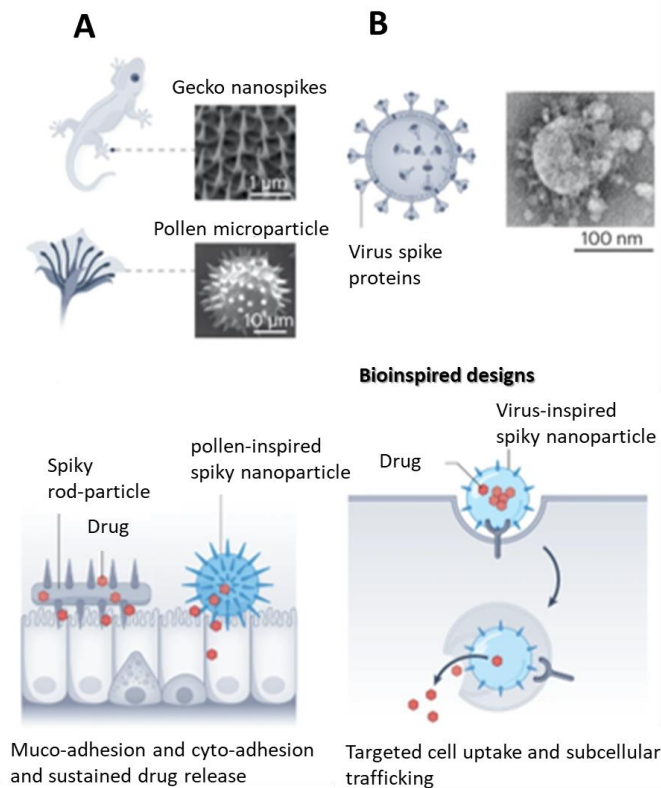 A
B
Gecko nanospikes
1 µm
Pollen microparticle
10 µm
Virus spike
proteins
100 nm
Bioinspired designs
Virus-inspired
spiky nanoparticle
Drug
pollen-inspired
spiky nanoparticle
Spiky
rod-particle
Drug
Muco-adhesion and cyto-adhesion
and sustained drug release
Targeted cell uptake and subcellular
trafficking